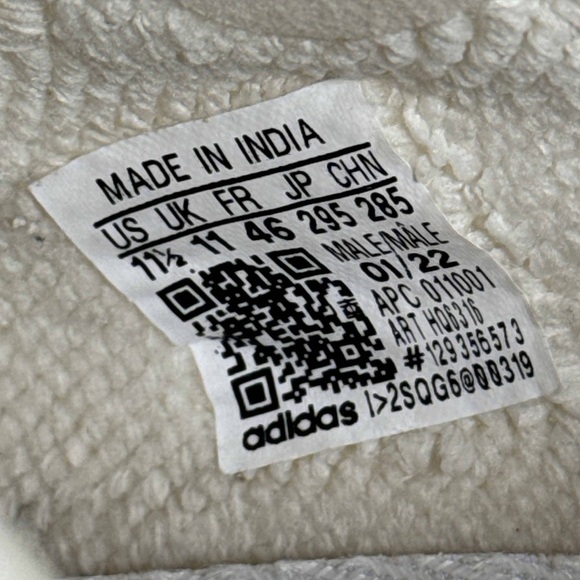 MADE IN INDIA
US UK FR JP CHN
11½ 11 46 295 285
MALE/MÂLE
01/22
APC 011001
ART HQ6316
#129356573
adidas I>2SQG6@00319